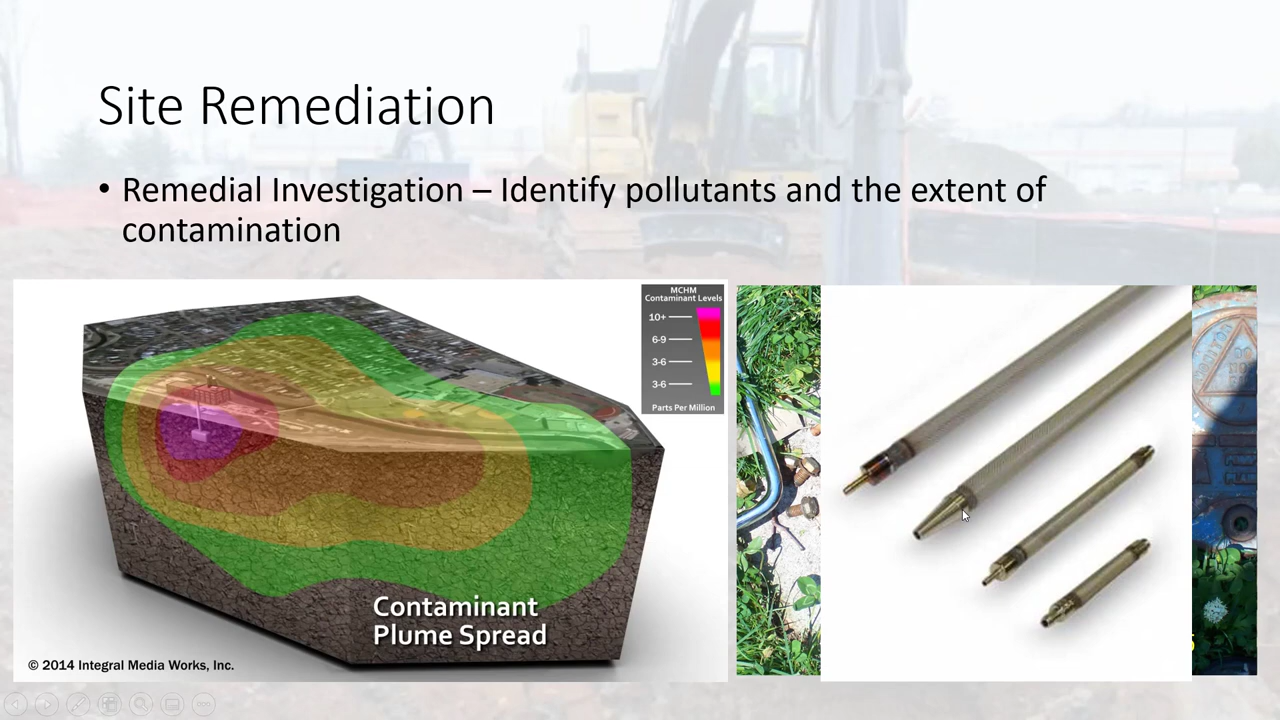 Site Remediation
• Remedial Investigation – Identify pollutants and the extent of
contamination
MCHM
Contaminant Levels
10+
6-9
3-6
3-6
Parts Per Million
Contaminant
Plume Spread
© 2014 Integral Media Works, Inc.